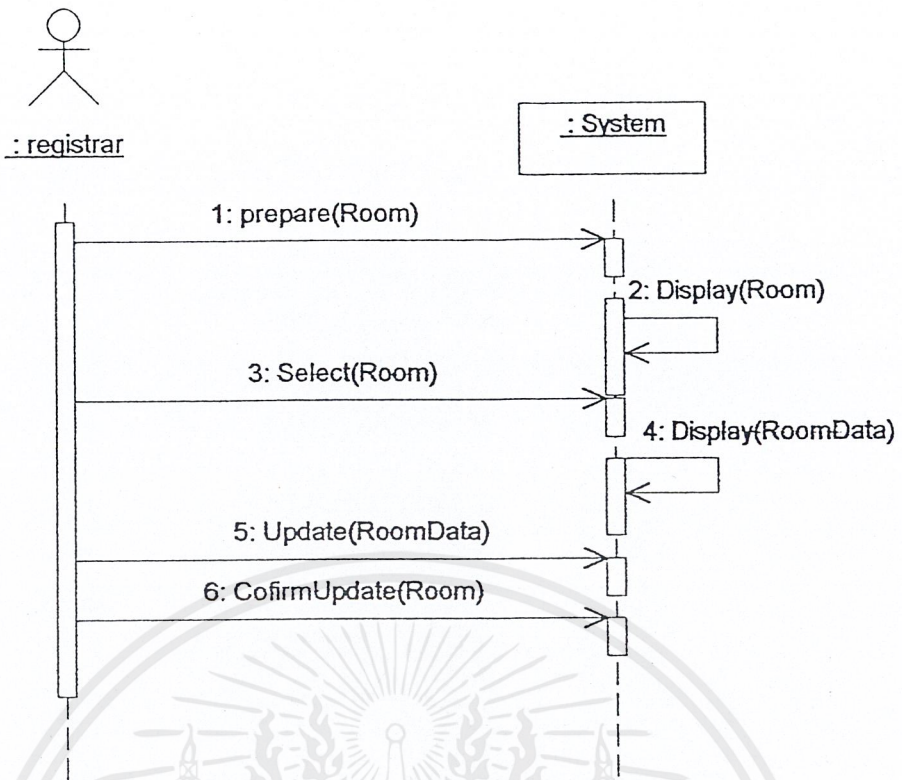 : registrar
: System
1: prepare(Room)
2: Display(Room)
3: Select(Room)
4: Display(RoomData)
5: Update(RoomData)
6: CofirmUpdate(Room)